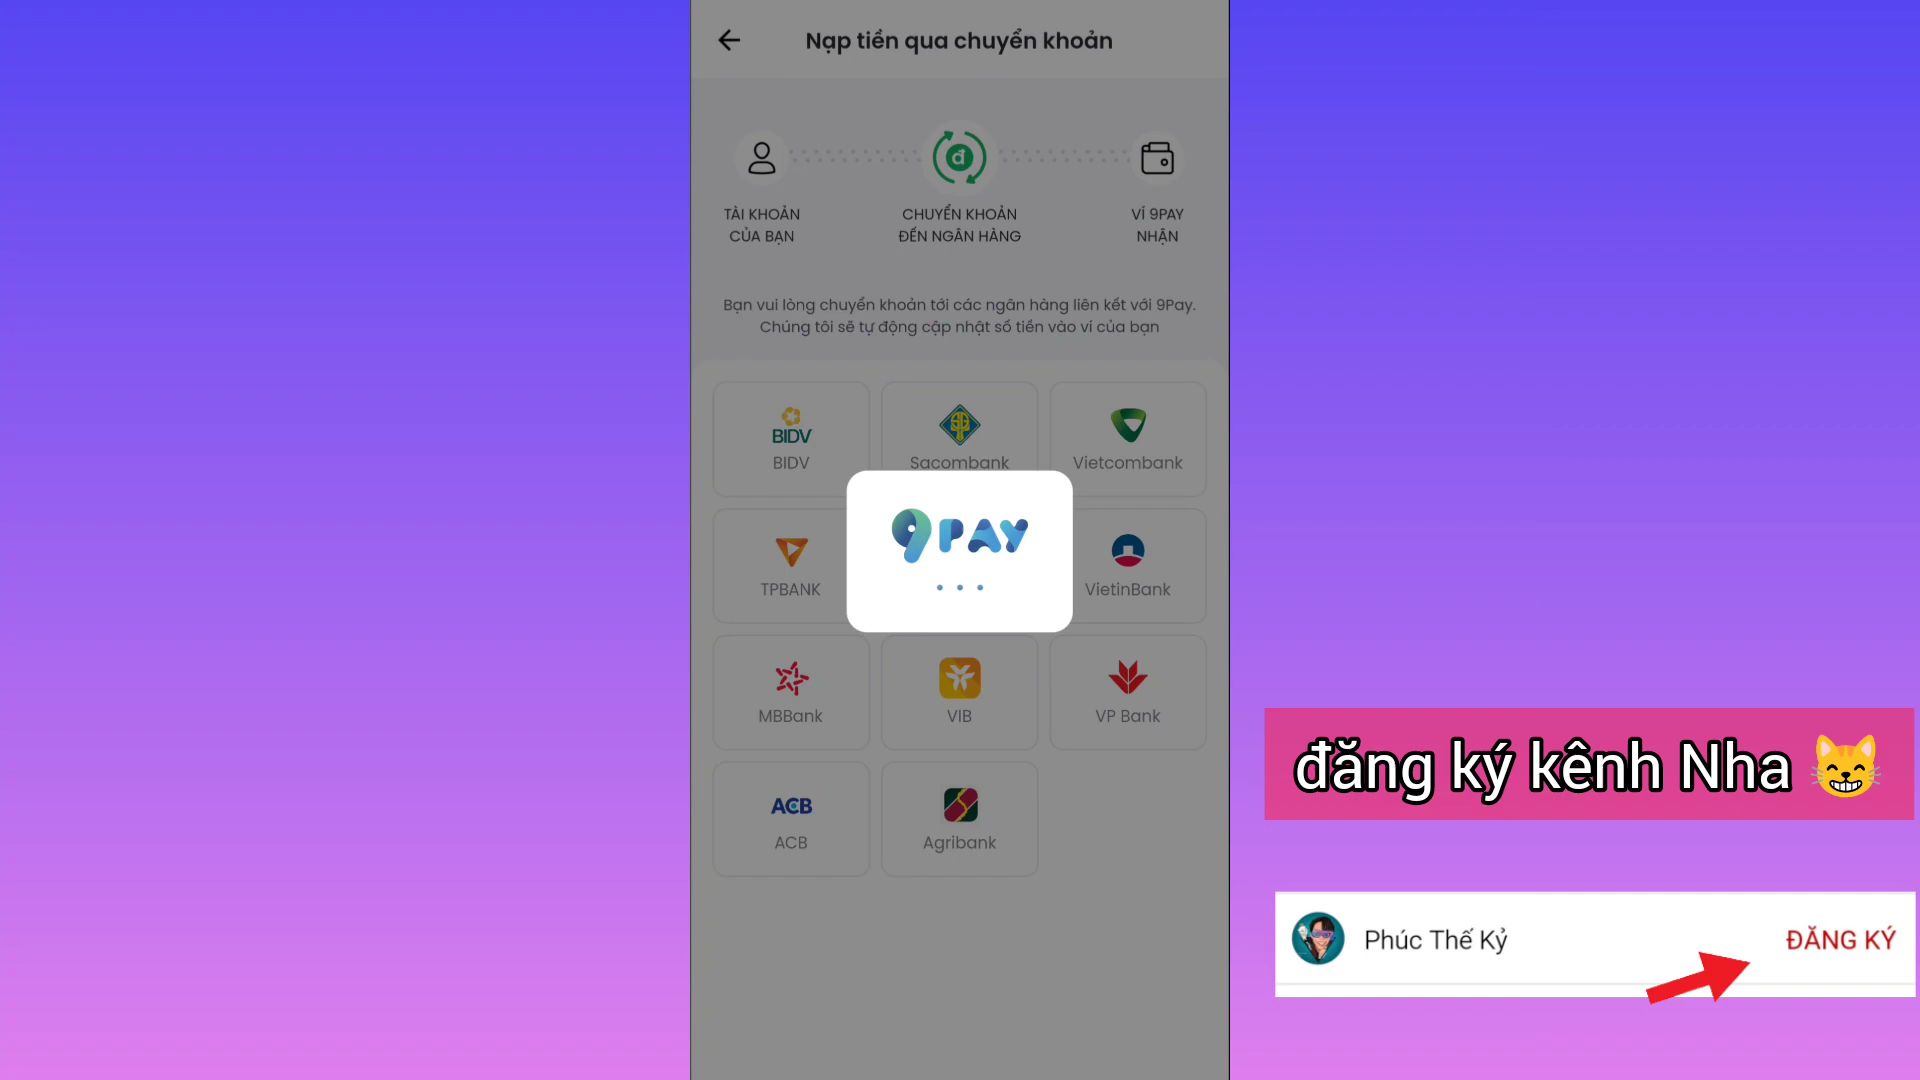 Nạp tiền qua chuyển khoản
TÀI KHOẢN
CỦA BẠN
CHUYỂN KHOẢN
ĐẾN NGÂN HÀNG
VÍ 9PAY
NHẬN
Bạn vui lòng chuyển khoản tới các ngân hàng liên kết với 9Pay.
Chúng tôi sẽ tự động cập nhật số tiền vào ví của bạn
BIDV
BIDV
Sacombank
Vietcombank
9PAY
TPBANK
VietinBank
MBBank
VIB
VP Bank
ACB
ACB
Agribank
đăng ký kênh Nha
Phúc Thế Kỷ
ĐĂNG KÝ